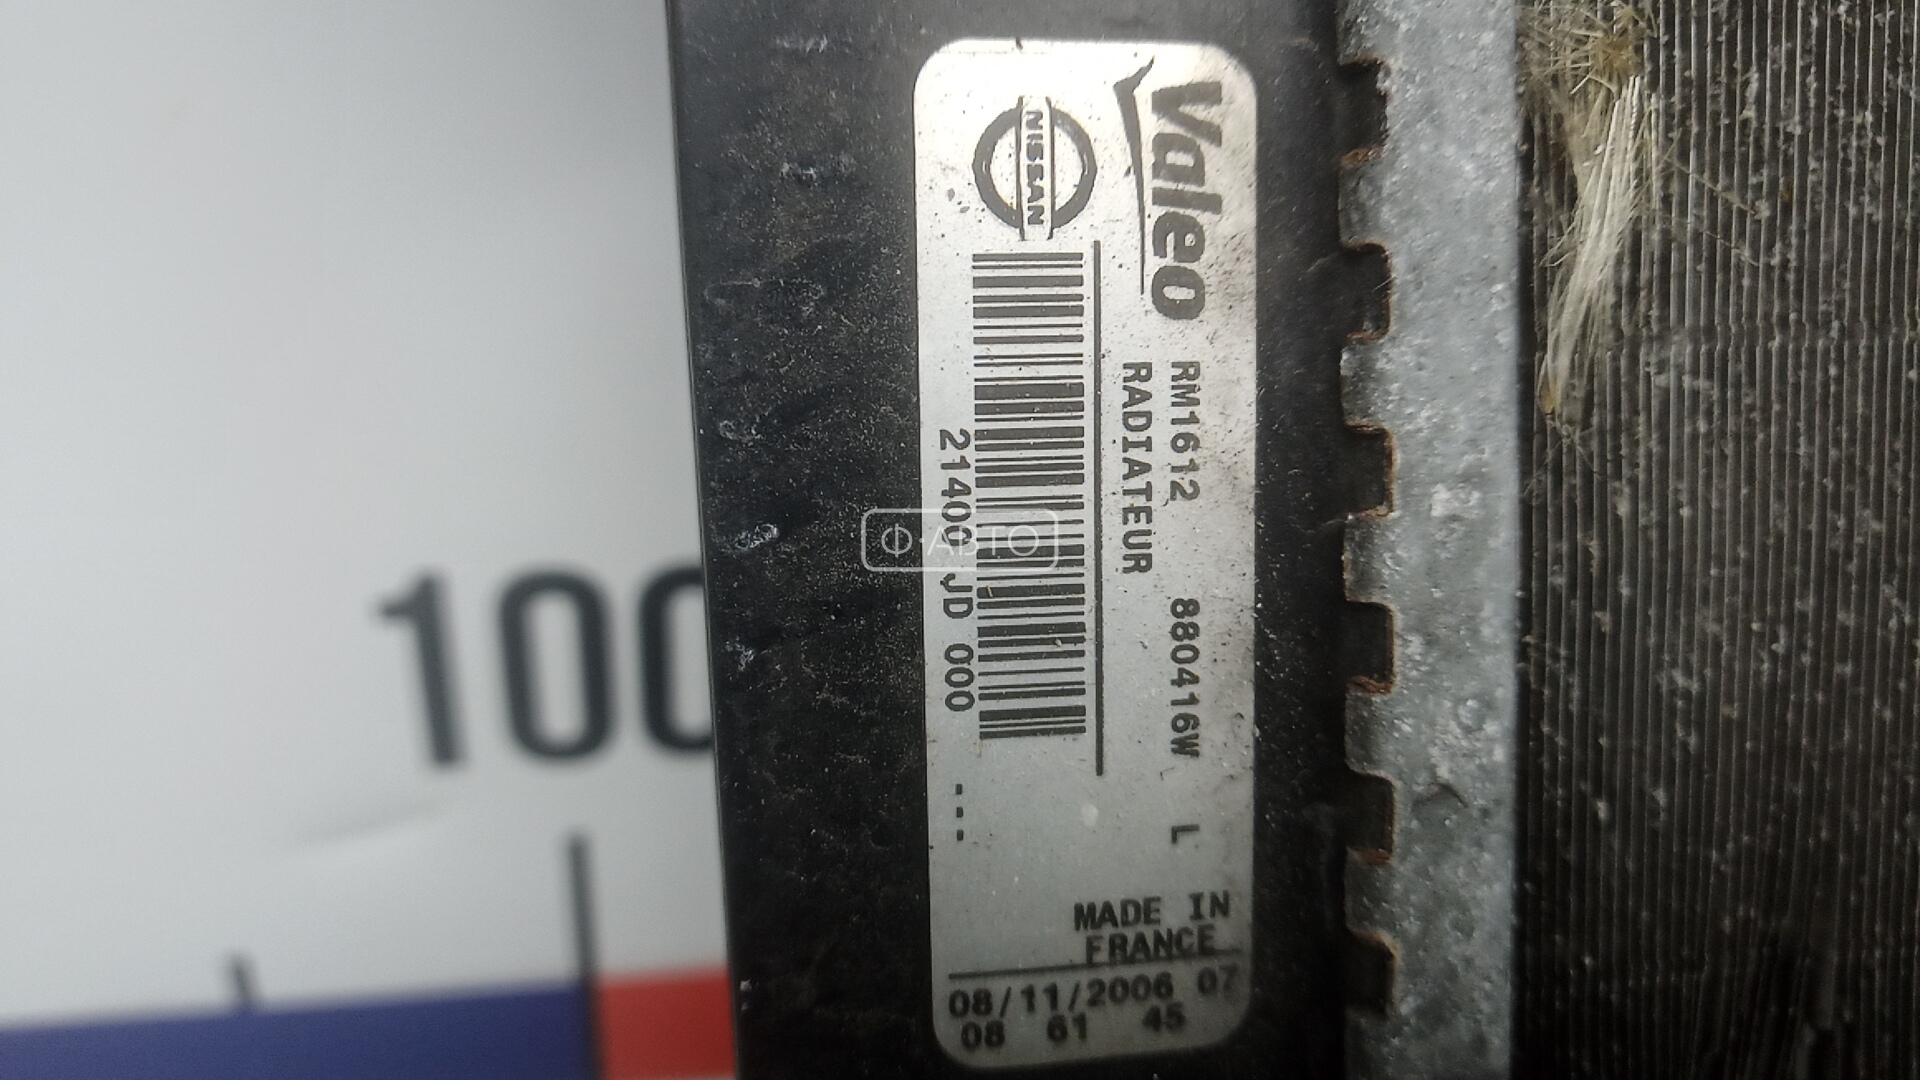 Valeo
RM1612 880416W L
RADIATEUR
NISSAN
21400 JD 000 ---
MADE IN
FRANCE
08/11/2006 07
08 61 45
100
Ф·АВТО